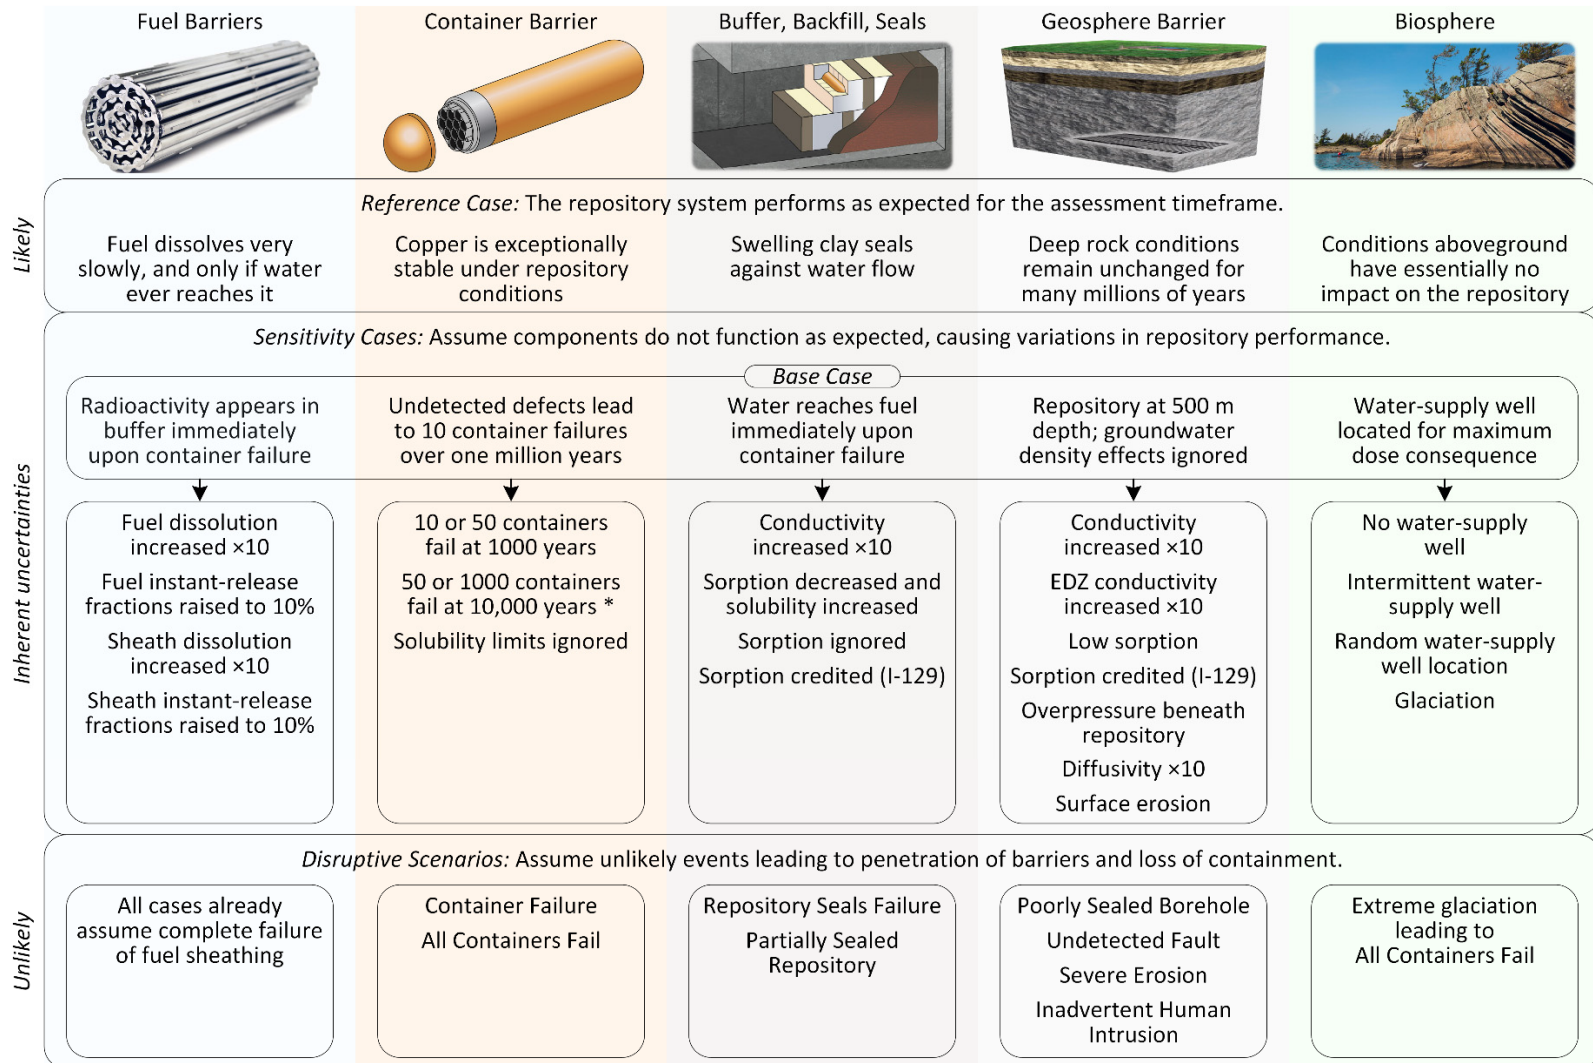 Fuel Barriers
Container Barrier
Buffer, Backfill, Seals
Geosphere Barrier
Biosphere
Likely
Reference Case: The repository system performs as expected for the assessment timeframe.
Fuel dissolves very
slowly, and only if water
ever reaches it
Copper is exceptionally
stable under repository
conditions
Swelling clay seals
against water flow
Deep rock conditions
remain unchanged for
many millions of years
Conditions aboveground
have essentially no
impact on the repository
Inherent uncertainties
Sensitivity Cases: Assume components do not function as expected, causing variations in repository performance.
Base Case
Radioactivity appears in
buffer immediately
upon container failure
Undetected defects lead
to 10 container failures
over one million years
Water reaches fuel
immediately upon
container failure
Repository at 500 m
depth; groundwater
density effects ignored
Water-supply well
located for maximum
dose consequence
Fuel dissolution
increased ×10
Fuel instant-release
fractions raised to 10%
Sheath dissolution
increased ×10
Sheath instant-release
fractions raised to 10%
10 or 50 containers
fail at 1000 years
50 or 1000 containers
fail at 10,000 years *
Solubility limits ignored
Conductivity
increased ×10
Sorption decreased and
solubility increased
Sorption ignored
Sorption credited (I-129)
Conductivity
increased ×10
EDZ conductivity
increased ×10
Low sorption
Sorption credited (I-129)
Overpressure beneath
repository
Diffusivity ×10
Surface erosion
No water-supply
well
Intermittent water-
supply well
Random water-supply
well location
Glaciation
Unlikely
Disruptive Scenarios: Assume unlikely events leading to penetration of barriers and loss of containment.
All cases already
assume complete failure
of fuel sheathing
Container Failure
All Containers Fail
Repository Seals Failure
Partially Sealed
Repository
Poorly Sealed Borehole
Undetected Fault
Severe Erosion
Inadvertent Human
Intrusion
Extreme glaciation
leading to
All Containers Fail